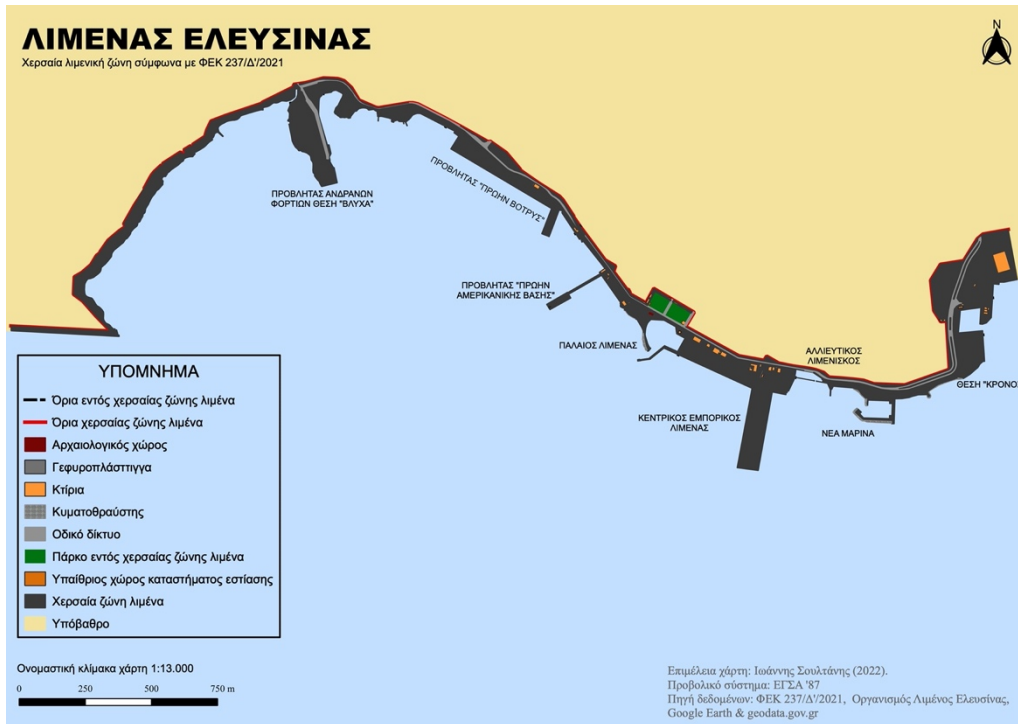 ΛΙΜΕΝΑΣ ΕΛΕΥΣΙΝΑΣ
Χερσαία λιμενική ζώνη σύμφωνα με ΦΕΚ 237/Δ'/2021
N
ΠΡΟΒΛΗΤΑΣ ΑΝΔΡΑΝΩΝ
ΦΟΡΤΙΩΝ ΘΕΣΗ "ΒΛΥΧΑ"
ΠΡΟΒΛΗΤΑΣ "ΠΡΩΗΝ ΒΟΤΡΥΣ"
ΠΡΟΒΛΗΤΑΣ "ΠΡΩΗΝ
ΑΜΕΡΙΚΑΝΙΚΗΣ ΒΑΣΗΣ"
ΠΑΛΑΙΟΣ ΛΙΜΕΝΑΣ
ΑΛΛΙΕΥΤΙΚΟΣ
ΛΙΜΕΝΙΣΚΟΣ
ΘΕΣΗ "ΚΡΟΝΟΣ
ΚΕΝΤΡΙΚΟΣ ΕΜΠΟΡΙΚΟΣ
ΛΙΜΕΝΑΣ
ΝΕΑ ΜΑΡΙΝΑ
ΥΠΟΜΝΗΜΑ
Όρια εντός χερσαίας ζώνης λιμένα
Όρια χερσαίας ζώνης λιμένα
Αρχαιολογικός χώρος
Γεφυροπλάσττιγγα
Κτίρια
Κυματοθραύστης
Οδικό δίκτυο
Πάρκο εντός χερσαίας ζώνης λιμένα
Υπαίθριος χώρος καταστήματος εστίασης
Χερσαία ζώνη λιμένα
Υπόβαθρο
Ονομαστική κλίμακα χάρτη 1:13.000
0 250 500 750 m
Επιμέλεια χάρτη: Ιωάννης Σουλτάνης (2022).
Προβολικό σύστημα: ΕΓΣΑ '87
Πηγή δεδομένων: ΦΕΚ 237/Δ'/2021, Οργανισμός Λιμένος Ελευσίνας,
Google Earth & geodata.gov.gr